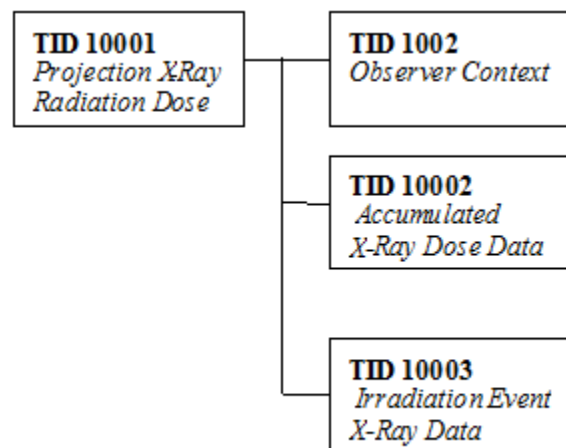 TID 10001
Projection XRay
Radiation Dose
TID 1002
Observer Context
TID 10002
Accumulated
X-Ray Dose Data
TID 10003
Irradiation Event
X-Ray Data